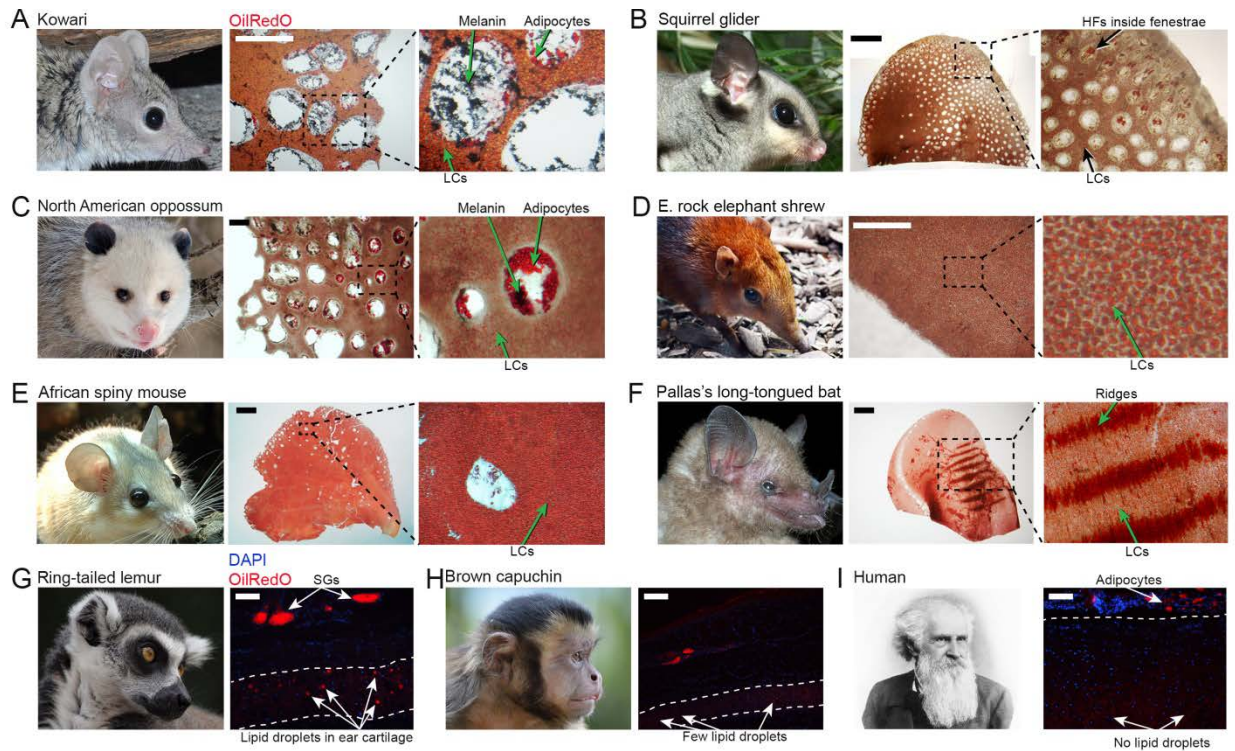 A Kowari
OilRedO
Melanin
Adipocytes
LCs
B Squirrel glider
HFs inside fenestrae
LCs
C North American oppossum
Melanin
Adipocytes
LCs
D E. rock elephant shrew
LCs
E African spiny mouse
LCs
F Pallas's long-tongued bat
Ridges
LCs
G Ring-tailed lemur
DAPI
OilRedO
SGs
Lipid droplets in ear cartilage
H Brown capuchin
Few lipid droplets
I Human
Adipocytes
No lipid droplets